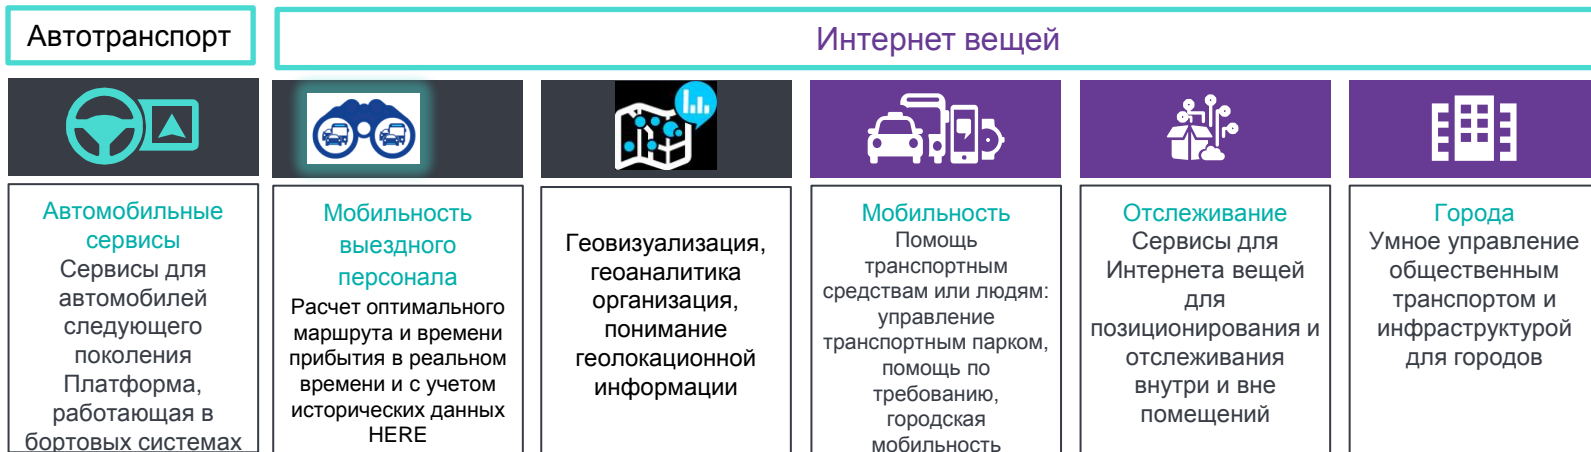 Автотранспорт
Интернет вещей
Автомобильные
сервисы
Сервисы для
автомобилей
следующего
поколения
Платформа,
работающая в
бортовых системах
Мобильность
выездного
персонала
Расчет оптимального
маршрута и времени
прибытия в реальном
времени и с учетом
исторических данных
HERE
Геовизуализация,
геоаналитика
организация,
понимание
геолокационной
информации
Мобильность
Помощь
транспортным
средствам или людям:
управление
транспортным парком,
помощь по
требованию,
городская
мобильность
Отслеживание
Сервисы для
Интернета вещей
для
позиционирования и
отслеживания
внутри и вне
помещений
Города
Умное управление
общественным
транспортом и
инфраструктурой
для городов